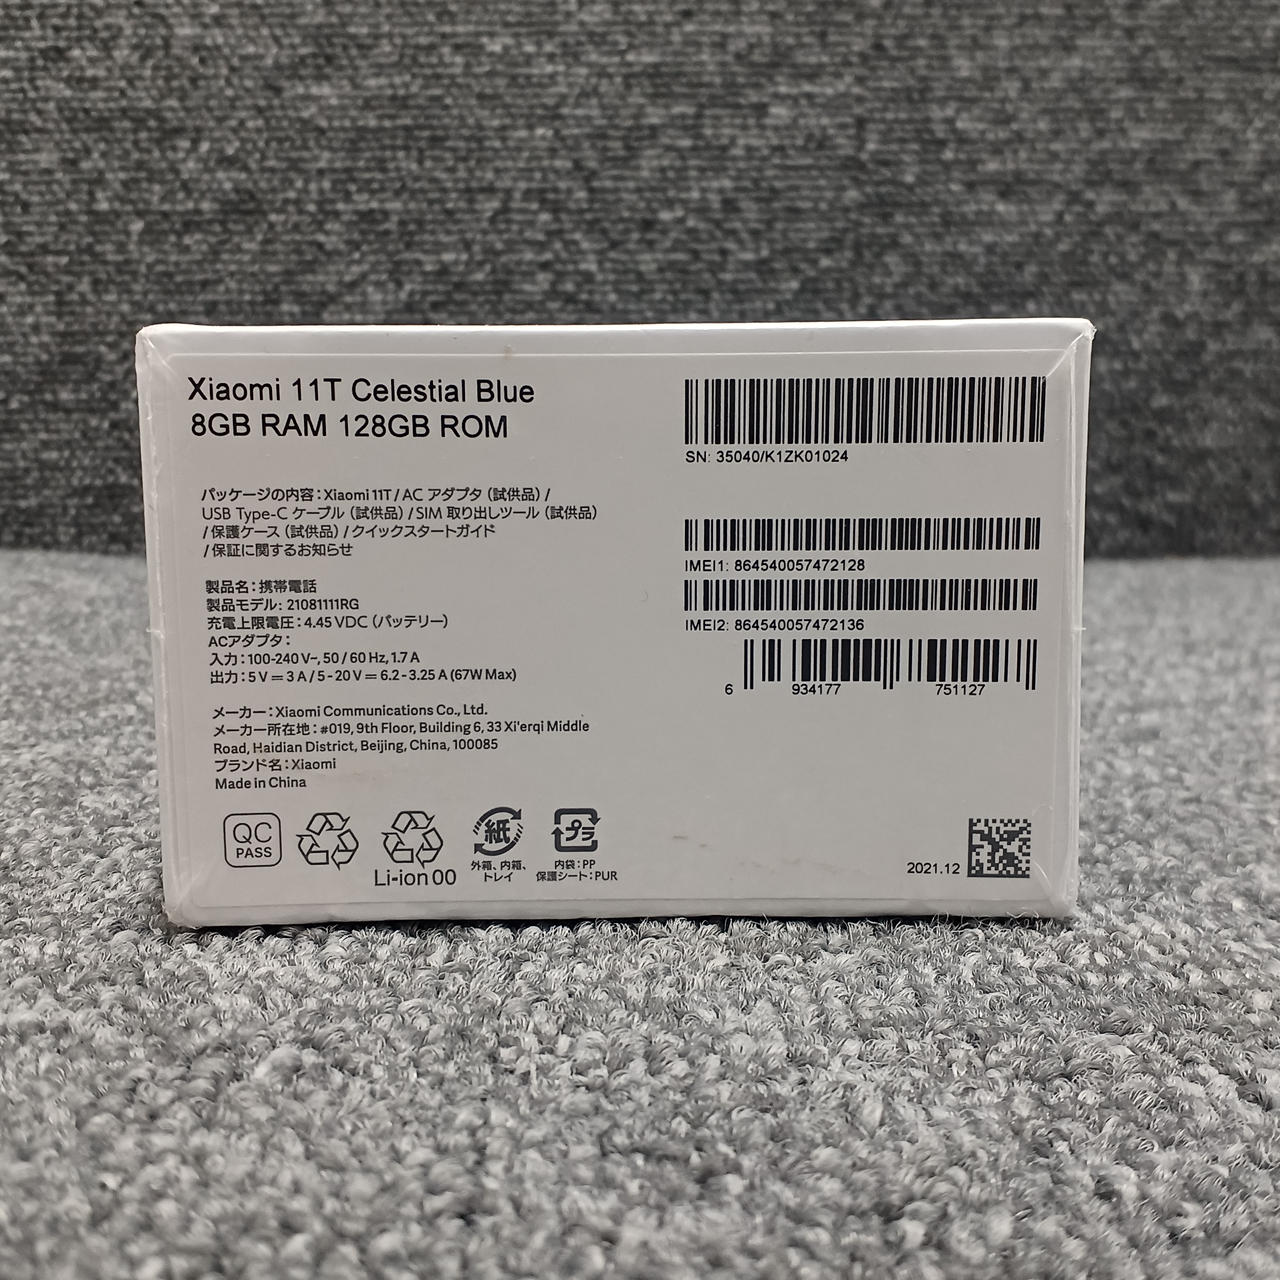 Xiaomi 11T Celestial Blue
8GB RAM 128GB ROM
パッケージの内容：Xiaomi 11T / AC アダプタ（試供品）/
USB Type-C ケーブル（試供品）/ SIM 取り出しツール（試供品）
/ 保護ケース（試供品）/ クイックスタートガイド
/ 保証に関するお知らせ
製品名：携帯電話
製品モデル：21081111RG
充電上限電圧：4.45 VDC（バッテリー）
ACアダプタ：
入力：100-240 V~, 50 / 60 Hz, 1.7 A
出力：5 V ⎓ 3 A / 5 - 20 V ⎓ 6.2 - 3.25 A (67W Max)
メーカー：Xiaomi Communications Co., Ltd.
メーカー所在地：#019, 9th Floor, Building 6, 33 Xi'erqi Middle
Road, Haidian District, Beijing, China, 100085
ブランド名：Xiaomi
Made in China
QC
PASS
Li-ion 00
紙
外箱、内箱、
トレイ
プラ
内袋：PP
保護シート：PUR
SN: 35040/K1ZK01024
IMEI1: 864540057472128
IMEI2: 864540057472136
6 934177 751127
2021.12